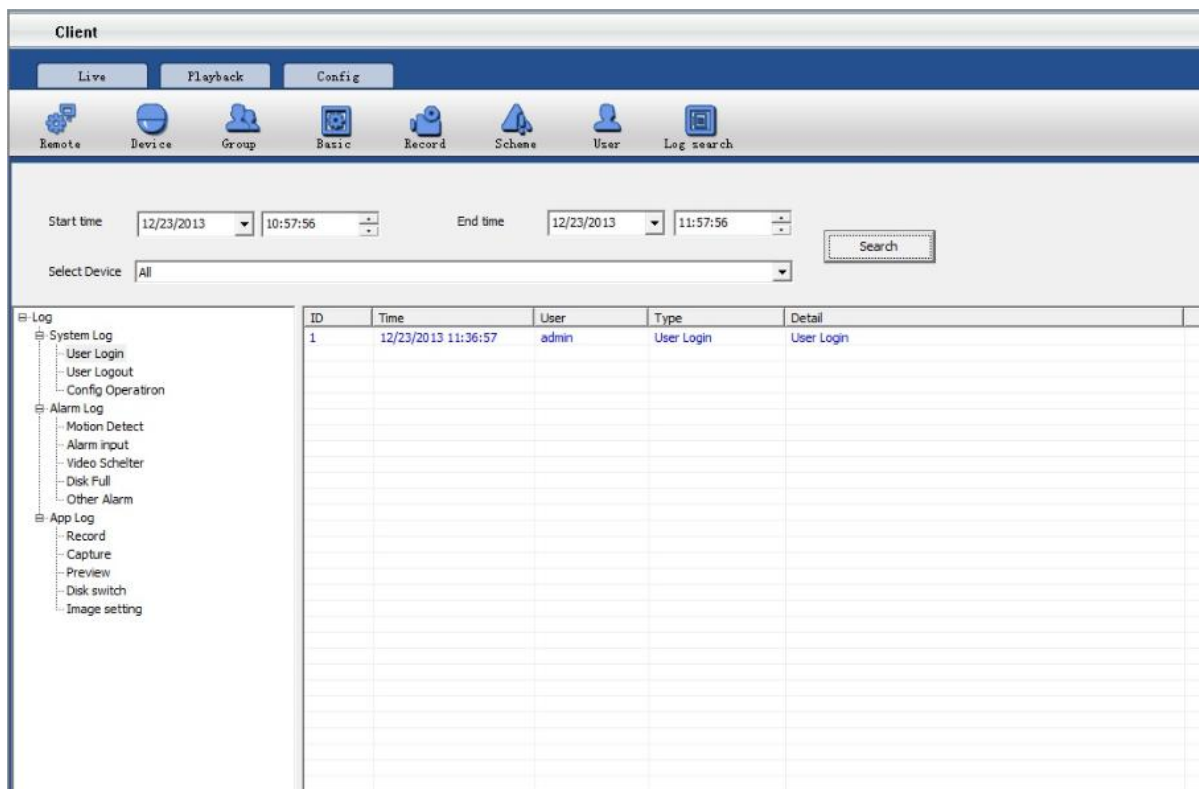 Client
Live Playback Config
Remote Device Group Basic Record Scheme User Log search
Start time 12/23/2013 10:57:56 End time 12/23/2013 11:57:56
Search
Select Device All
Log
System Log
User Login
User Logout
Config Operatiron
Alarm Log
Motion Detect
Alarm input
Video Schelter
Disk Full
Other Alarm
App Log
Record
Capture
Preview
Disk switch
Image setting
ID Time User Type Detail
1 12/23/2013 11:36:57 admin User Login User Login